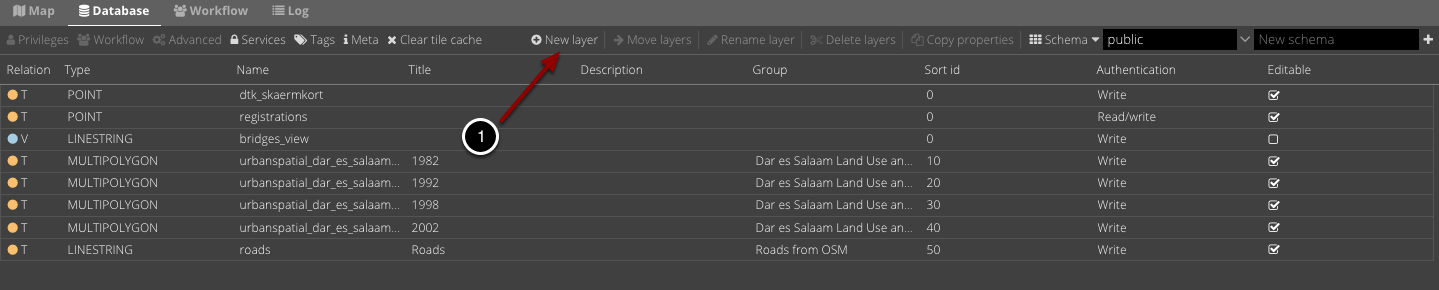 Map Database Workflow Log
Privileges Workflow Advanced Services Tags Meta Clear tile cache New layer Move layers Rename layer Delete layers Copy properties Schema public New schema
Relation Type Name Title Description Group Sort id Authentication Editable
T POINT dtk_skaermkort 0 Write
T POINT registrations 0 Read/write
1
V LINESTRING bridges_view 0 Write
T MULTIPOLYGON urbanspatial_dar_es_salaam... 1982 Dar es Salaam Land Use an... 10 Write
T MULTIPOLYGON urbanspatial_dar_es_salaam... 1992 Dar es Salaam Land Use an... 20 Write
T MULTIPOLYGON urbanspatial_dar_es_salaam... 1998 Dar es Salaam Land Use an... 30 Write
T MULTIPOLYGON urbanspatial_dar_es_salaam... 2002 Dar es Salaam Land Use an... 40 Write
T LINESTRING roads Roads Roads from OSM 50 Write